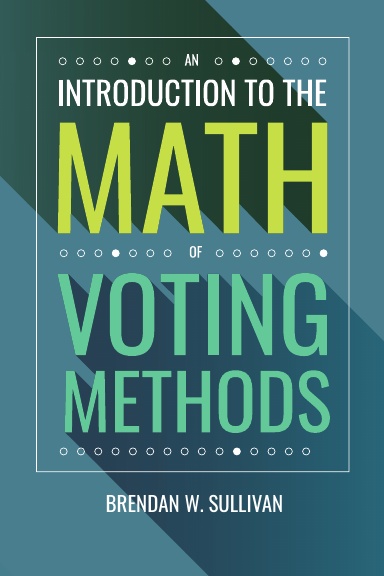 AN
INTRODUCTION TO THE
MATH
OF
VOTING
METHODS
BRENDAN W. SULLIVAN